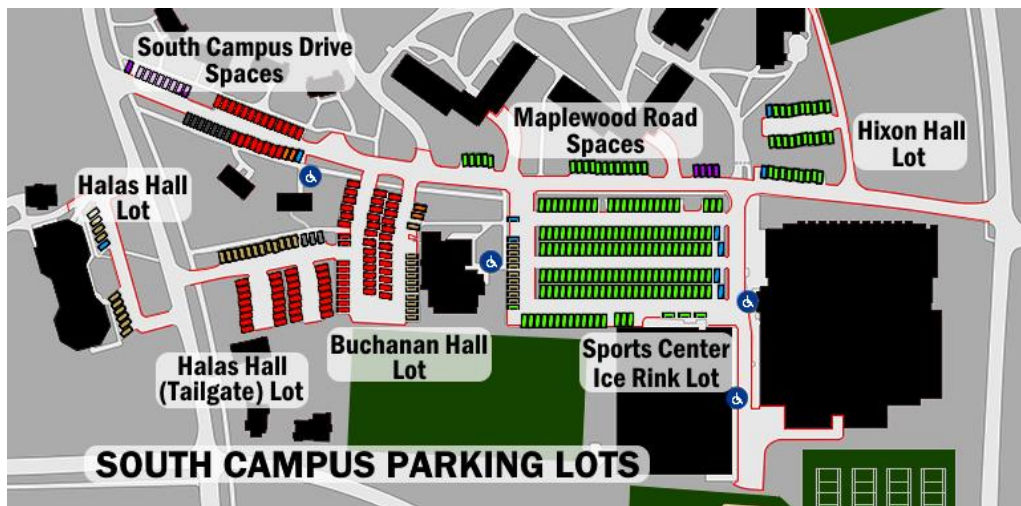 South Campus Drive
Spaces
Maplewood Road
Spaces
Hixon Hall
Lot
Halas Hall
Lot
Buchanan Hall
Lot
Sports Center
Ice Rink Lot
Halas Hall
(Tailgate) Lot
SOUTH CAMPUS PARKING LOTS